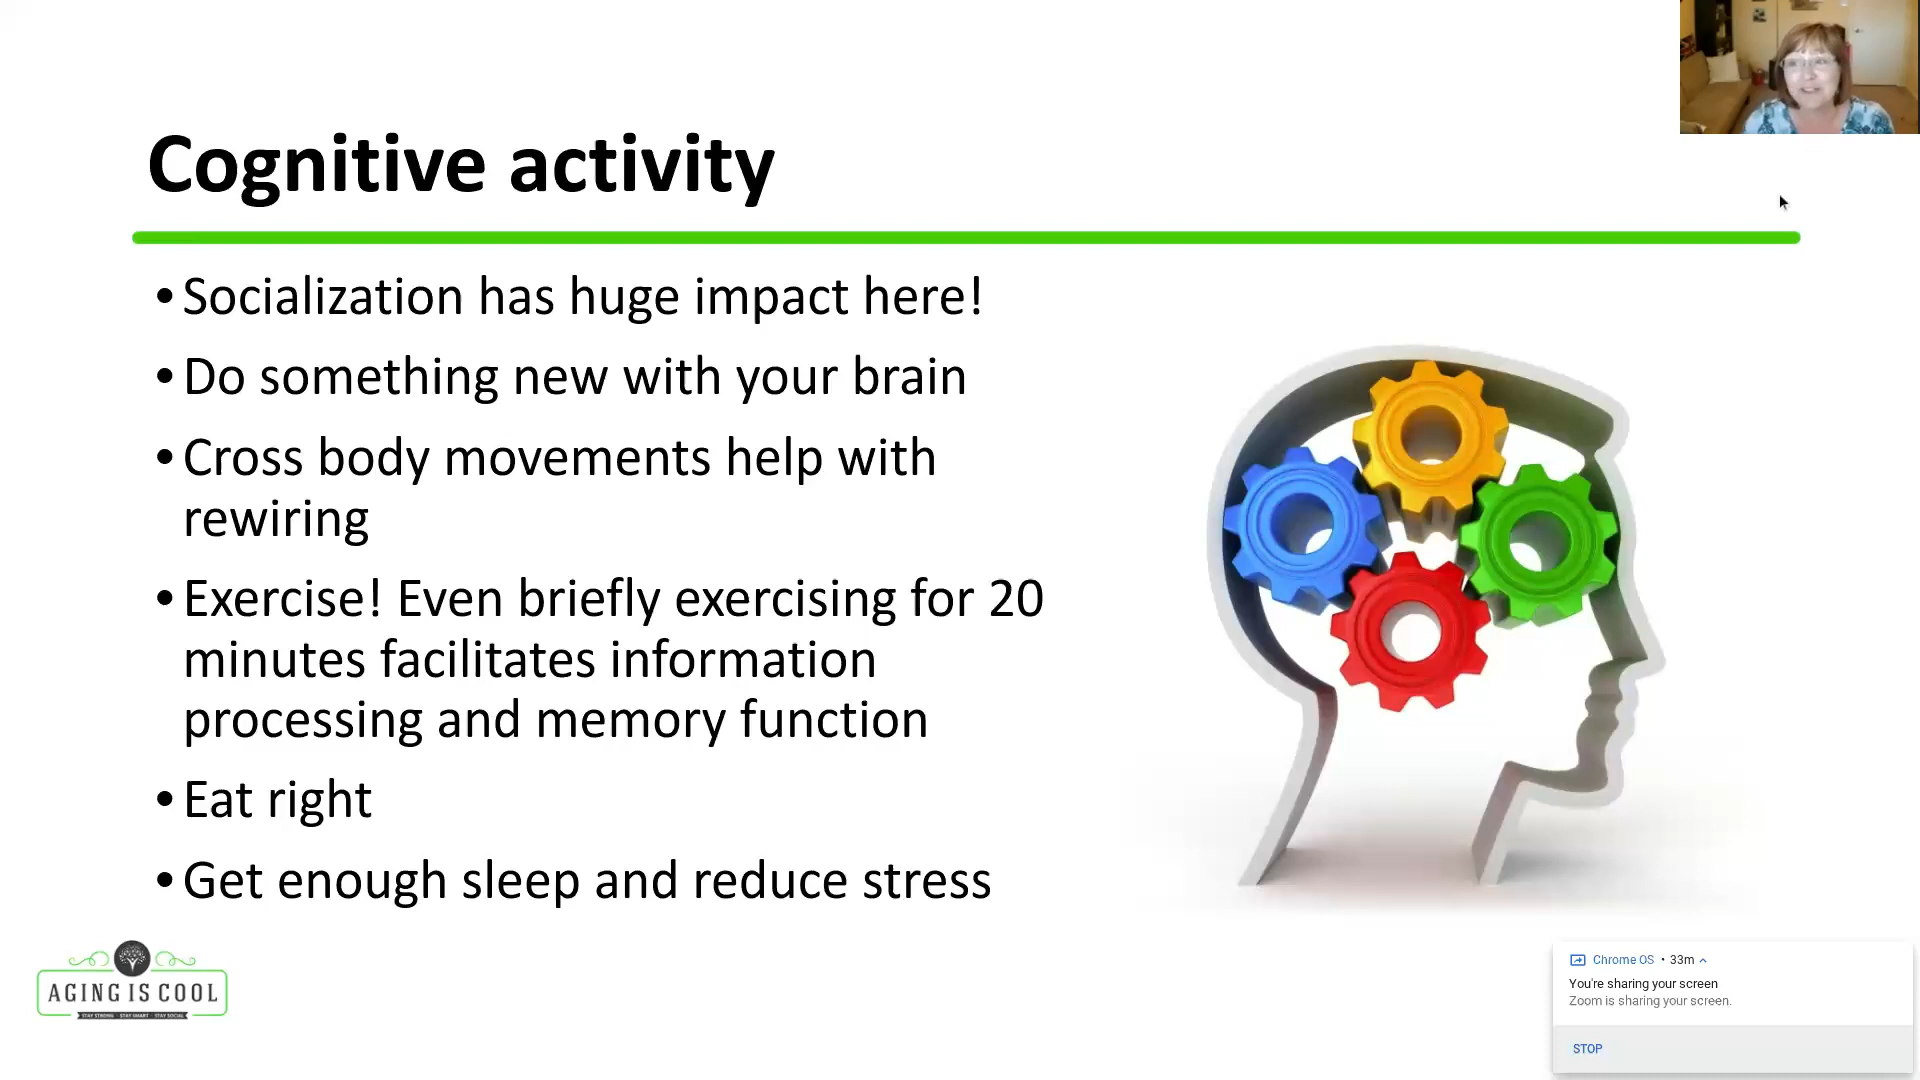 Cognitive activity
•Socialization has huge impact here!
•Do something new with your brain
•Cross body movements help with
rewiring
•Exercise! Even briefly exercising for 20
minutes facilitates information
processing and memory function
•Eat right
•Get enough sleep and reduce stress
AGING IS COOL
STAY STRONG · STAY SMART · STAY SOCIAL
Chrome OS • 33m
You're sharing your screen
Zoom is sharing your screen.
STOP